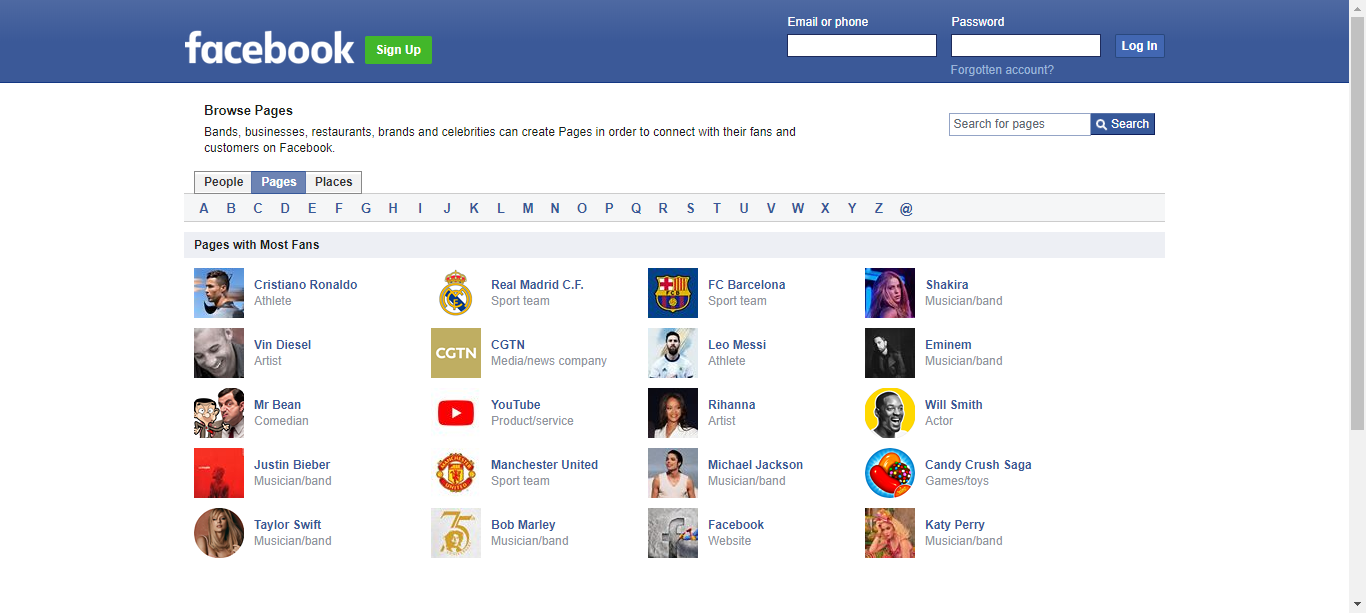 facebook
Sign Up
Email or phone
Password
Log In
Forgotten account?
Browse Pages
Bands, businesses, restaurants, brands and celebrities can create Pages in order to connect with their fans and
customers on Facebook.
Search for pages
Search
People Pages Places
A B C D E F G H I J K L M N O P Q R S T U V W X Y Z @
Pages with Most Fans
Cristiano Ronaldo
Athlete
Real Madrid C.F.
Sport team
FCB
FC Barcelona
Sport team
Shakira
Musician/band
Vin Diesel
Artist
CGTN
CGTN
Media/news company
Leo Messi
Athlete
Eminem
Musician/band
Mr Bean
Comedian
YouTube
Product/service
Rihanna
Artist
Will Smith
Actor
Justin Bieber
Musician/band
MANCHESTER
UNITED
Manchester United
Sport team
Michael Jackson
Musician/band
Candy Crush Saga
Games/toys
Taylor Swift
Musician/band
75
Bob Marley
Musician/band
Facebook
Website
Katy Perry
Musician/band